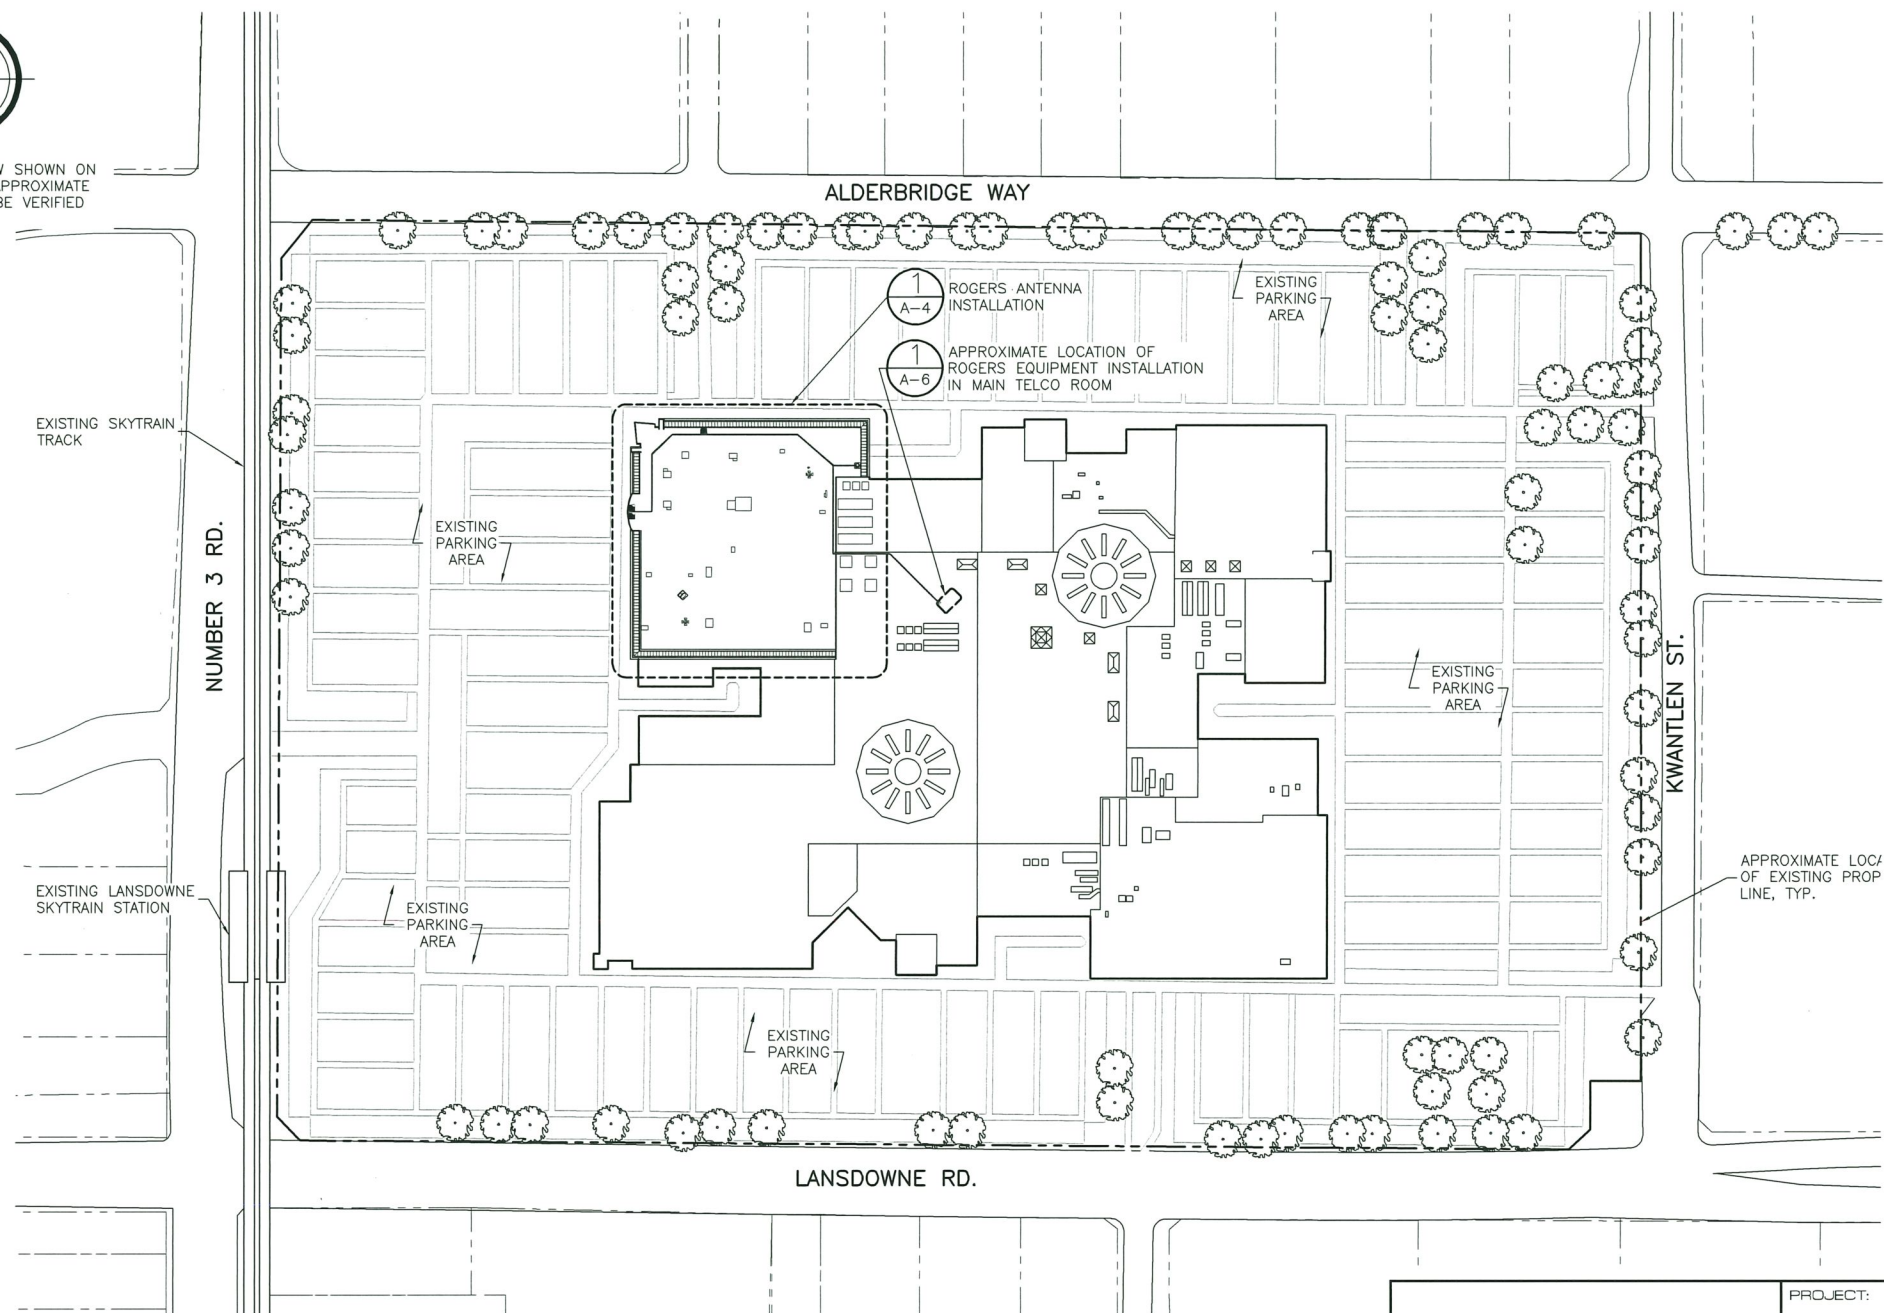 W SHOWN ON
APPROXIMATE
BE VERIFIED
ALDERBRIDGE WAY
1
A-4
ROGERS ANTENNA
INSTALLATION
1
A-6
APPROXIMATE LOCATION OF
ROGERS EQUIPMENT INSTALLATION
IN MAIN TELCO ROOM
EXISTING
PARKING
AREA
EXISTING SKYTRAIN
TRACK
EXISTING
PARKING
AREA
NUMBER 3 RD.
EXISTING
PARKING
AREA
KWANTLEN ST.
EXISTING LANSDOWNE
SKYTRAIN STATION
EXISTING
PARKING
AREA
APPROXIMATE LOCA
OF EXISTING PROP
LINE, TYP.
EXISTING
PARKING
AREA
LANSDOWNE RD.
PROJECT: